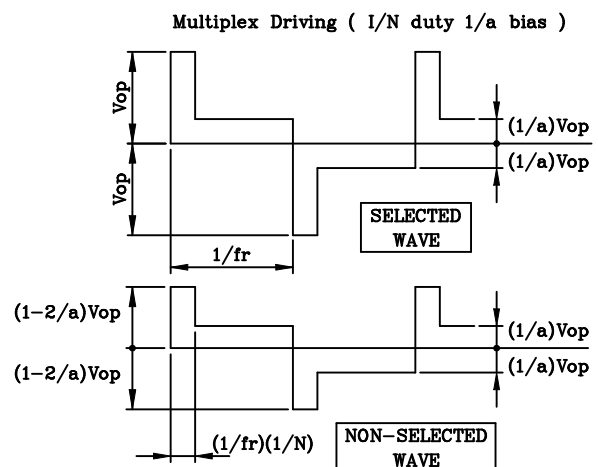 Multiplex Driving ( I/N duty 1/a bias )
Vop
Vop
(1/a)Vop
(1/a)Vop
SELECTED
WAVE
1/fr
(1-2/a)Vop
(1-2/a)Vop
(1/a)Vop
(1/a)Vop
(1/fr)(1/N)
NON-SELECTED
WAVE